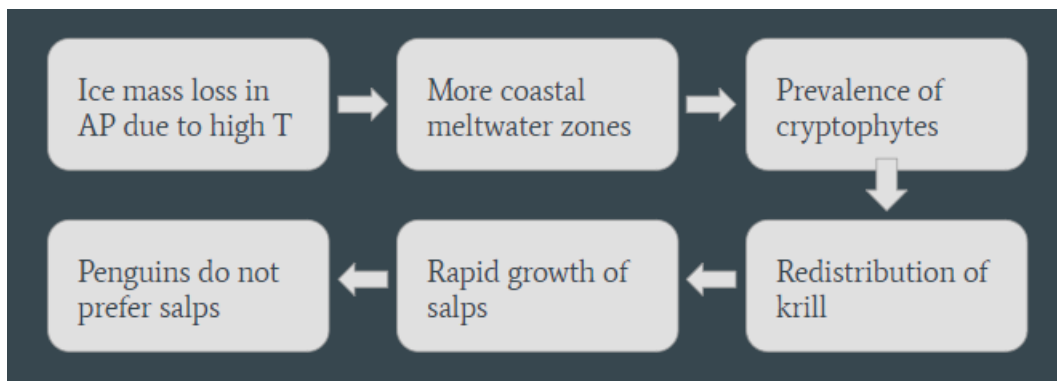 Ice mass loss in
AP due to high T
More coastal
meltwater zones
Prevalence of
cryptophytes
Redistribution of
krill
Rapid growth of
salps
Penguins do not
prefer salps